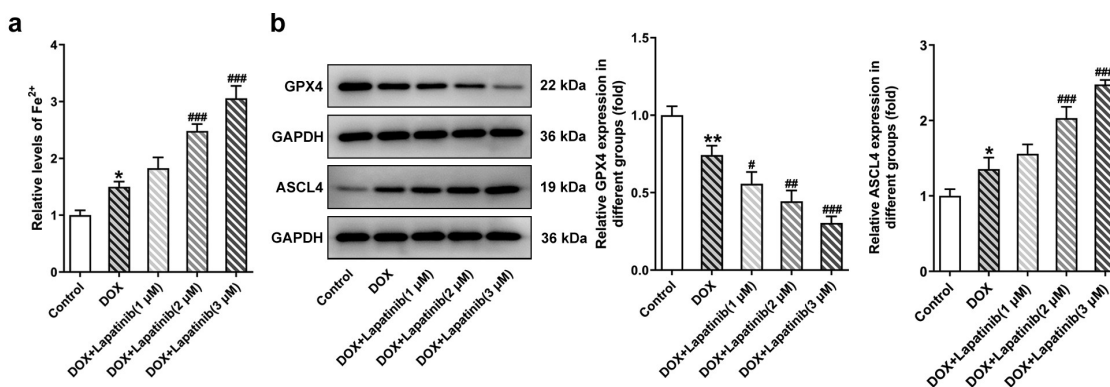 a
Relative levels of Fe2+
4
3
2
1
0
*
###
###
Control
DOX
DOX+Lapatinib(1 μM)
DOX+Lapatinib(2 μM)
DOX+Lapatinib(3 μM)
b
GPX4
22 kDa
GAPDH
36 kDa
ASCL4
19 kDa
GAPDH
36 kDa
Control
DOX
DOX+Lapatinib(1 μM)
DOX+Lapatinib(2 μM)
DOX+Lapatinib(3 μM)
Relative GPX4 expression in
different groups (fold)
1.5
1.0
0.5
0.0
**
#
##
###
Control
DOX
DOX+Lapatinib(1 μM)
DOX+Lapatinib(2 μM)
DOX+Lapatinib(3 μM)
Relative ASCL4 expression in
different groups (fold)
3
2
1
0
*
###
###
Control
DOX
DOX+Lapatinib(1 μM)
DOX+Lapatinib(2 μM)
DOX+Lapatinib(3 μM)